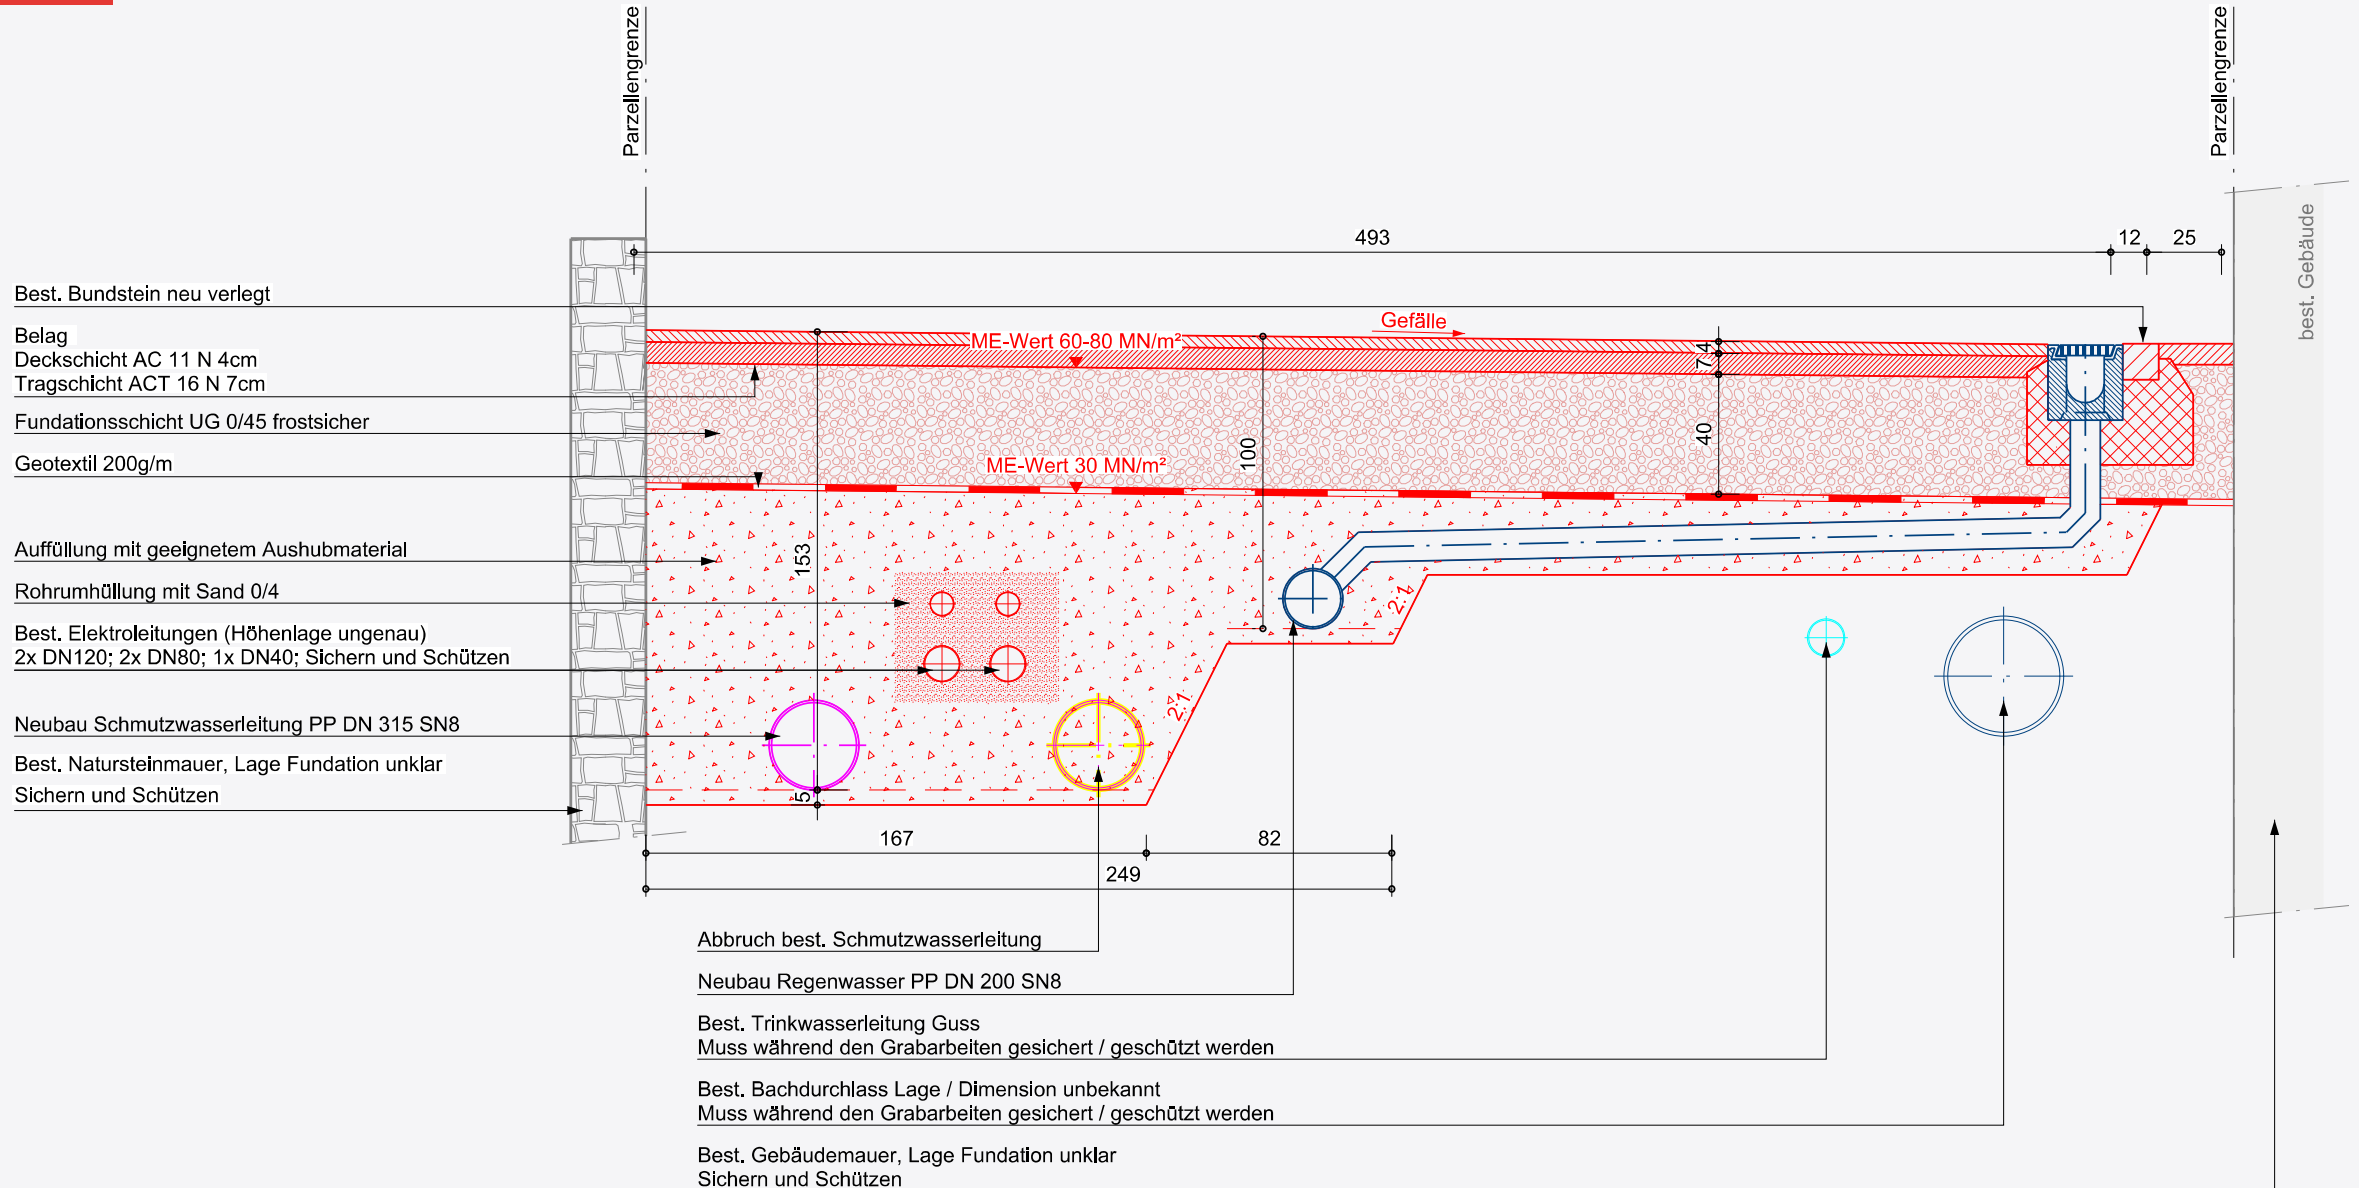 Parzellengrenze
Parzellengrenze
best. Gebäude
493
12
25
Best. Bundstein neu verlegt
Belag
Deckschicht AC 11 N 4cm
Tragschicht ACT 16 N 7cm
Fundationsschicht UG 0/45 frostsicher
Geotextil 200g/m
Auffüllung mit geeignetem Aushubmaterial
Rohrumhüllung mit Sand 0/4
Best. Elektroleitungen (Höhenlage ungenau)
2x DN120; 2x DN80; 1x DN40; Sichern und Schützen
Neubau Schmutzwasserleitung PP DN 315 SN8
Best. Natursteinmauer, Lage Fundation unklar
Sichern und Schützen
Gefälle
ME-Wert 60-80 MN/m²
ME-Wert 30 MN/m²
4
7
40
100
153
5
2:1
2:1
167
82
249
Abbruch best. Schmutzwasserleitung
Neubau Regenwasser PP DN 200 SN8
Best. Trinkwasserleitung Guss
Muss während den Grabarbeiten gesichert / geschützt werden
Best. Bachdurchlass Lage / Dimension unbekannt
Muss während den Grabarbeiten gesichert / geschützt werden
Best. Gebäudemauer, Lage Fundation unklar
Sichern und Schützen